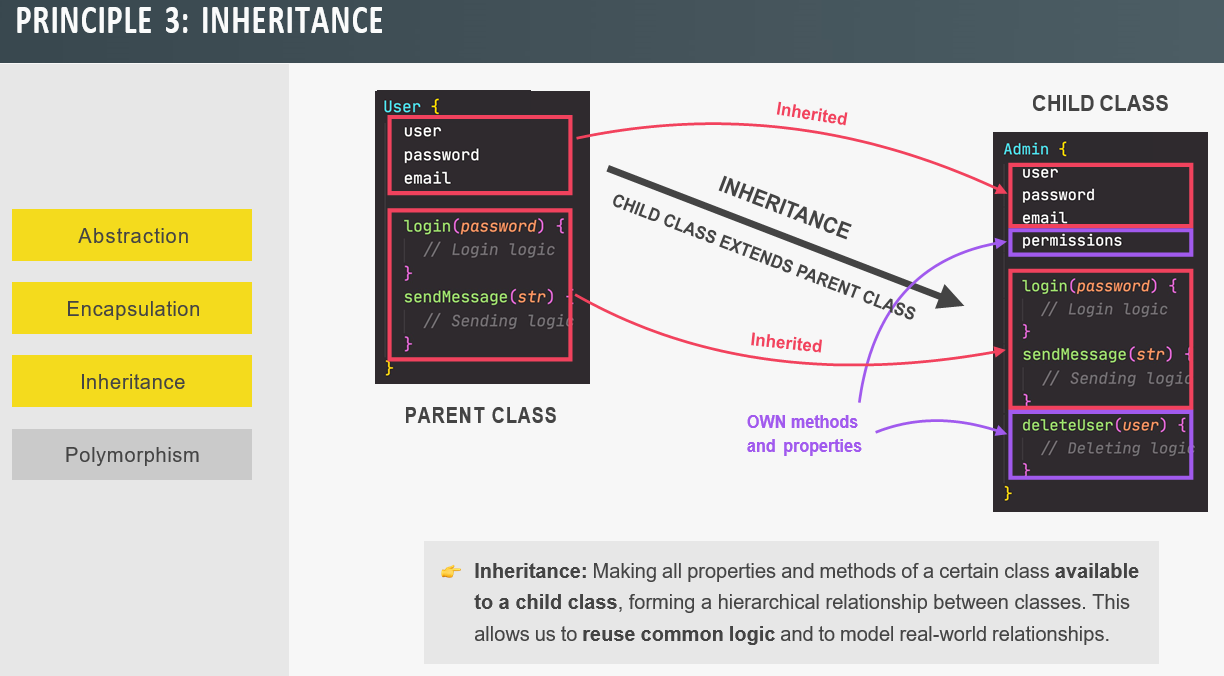 PRINCIPLE 3: INHERITANCE
Abstraction
Encapsulation
Inheritance
Polymorphism
User {
user
password
email
login(password) {
// Login logic
}
sendMessage(str) {
// Sending logic
}
}
PARENT CLASS
Inherited
INHERITANCE
CHILD CLASS EXTENDS PARENT CLASS
Inherited
OWN methods
and properties
CHILD CLASS
Admin {
user
password
email
permissions
login(password) {
// Login logic
}
sendMessage(str) {
// Sending logic
}
deleteUser(user) {
// Deleting logic
}
}
👉 Inheritance: Making all properties and methods of a certain class available
to a child class, forming a hierarchical relationship between classes. This
allows us to reuse common logic and to model real-world relationships.